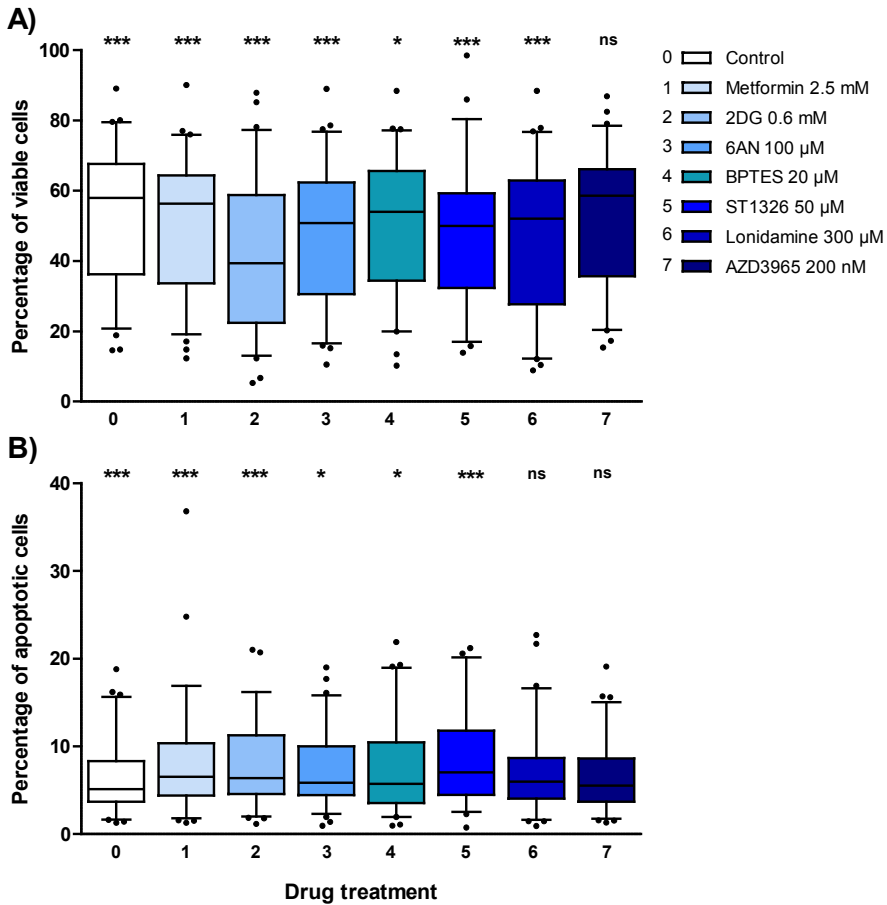 A)
*** *** *** *** * *** *** ns
Percentage of viable cells
100
80
60
40
20
0
0 1 2 3 4 5 6 7
0 Control
1 Metformin 2.5 mM
2 2DG 0.6 mM
3 6AN 100 µM
4 BPTES 20 µM
5 ST1326 50 µM
6 Lonidamine 300 µM
7 AZD3965 200 nM
B)
*** *** *** * * *** ns ns
Percentage of apoptotic cells
40
30
20
10
0
0 1 2 3 4 5 6 7
Drug treatment